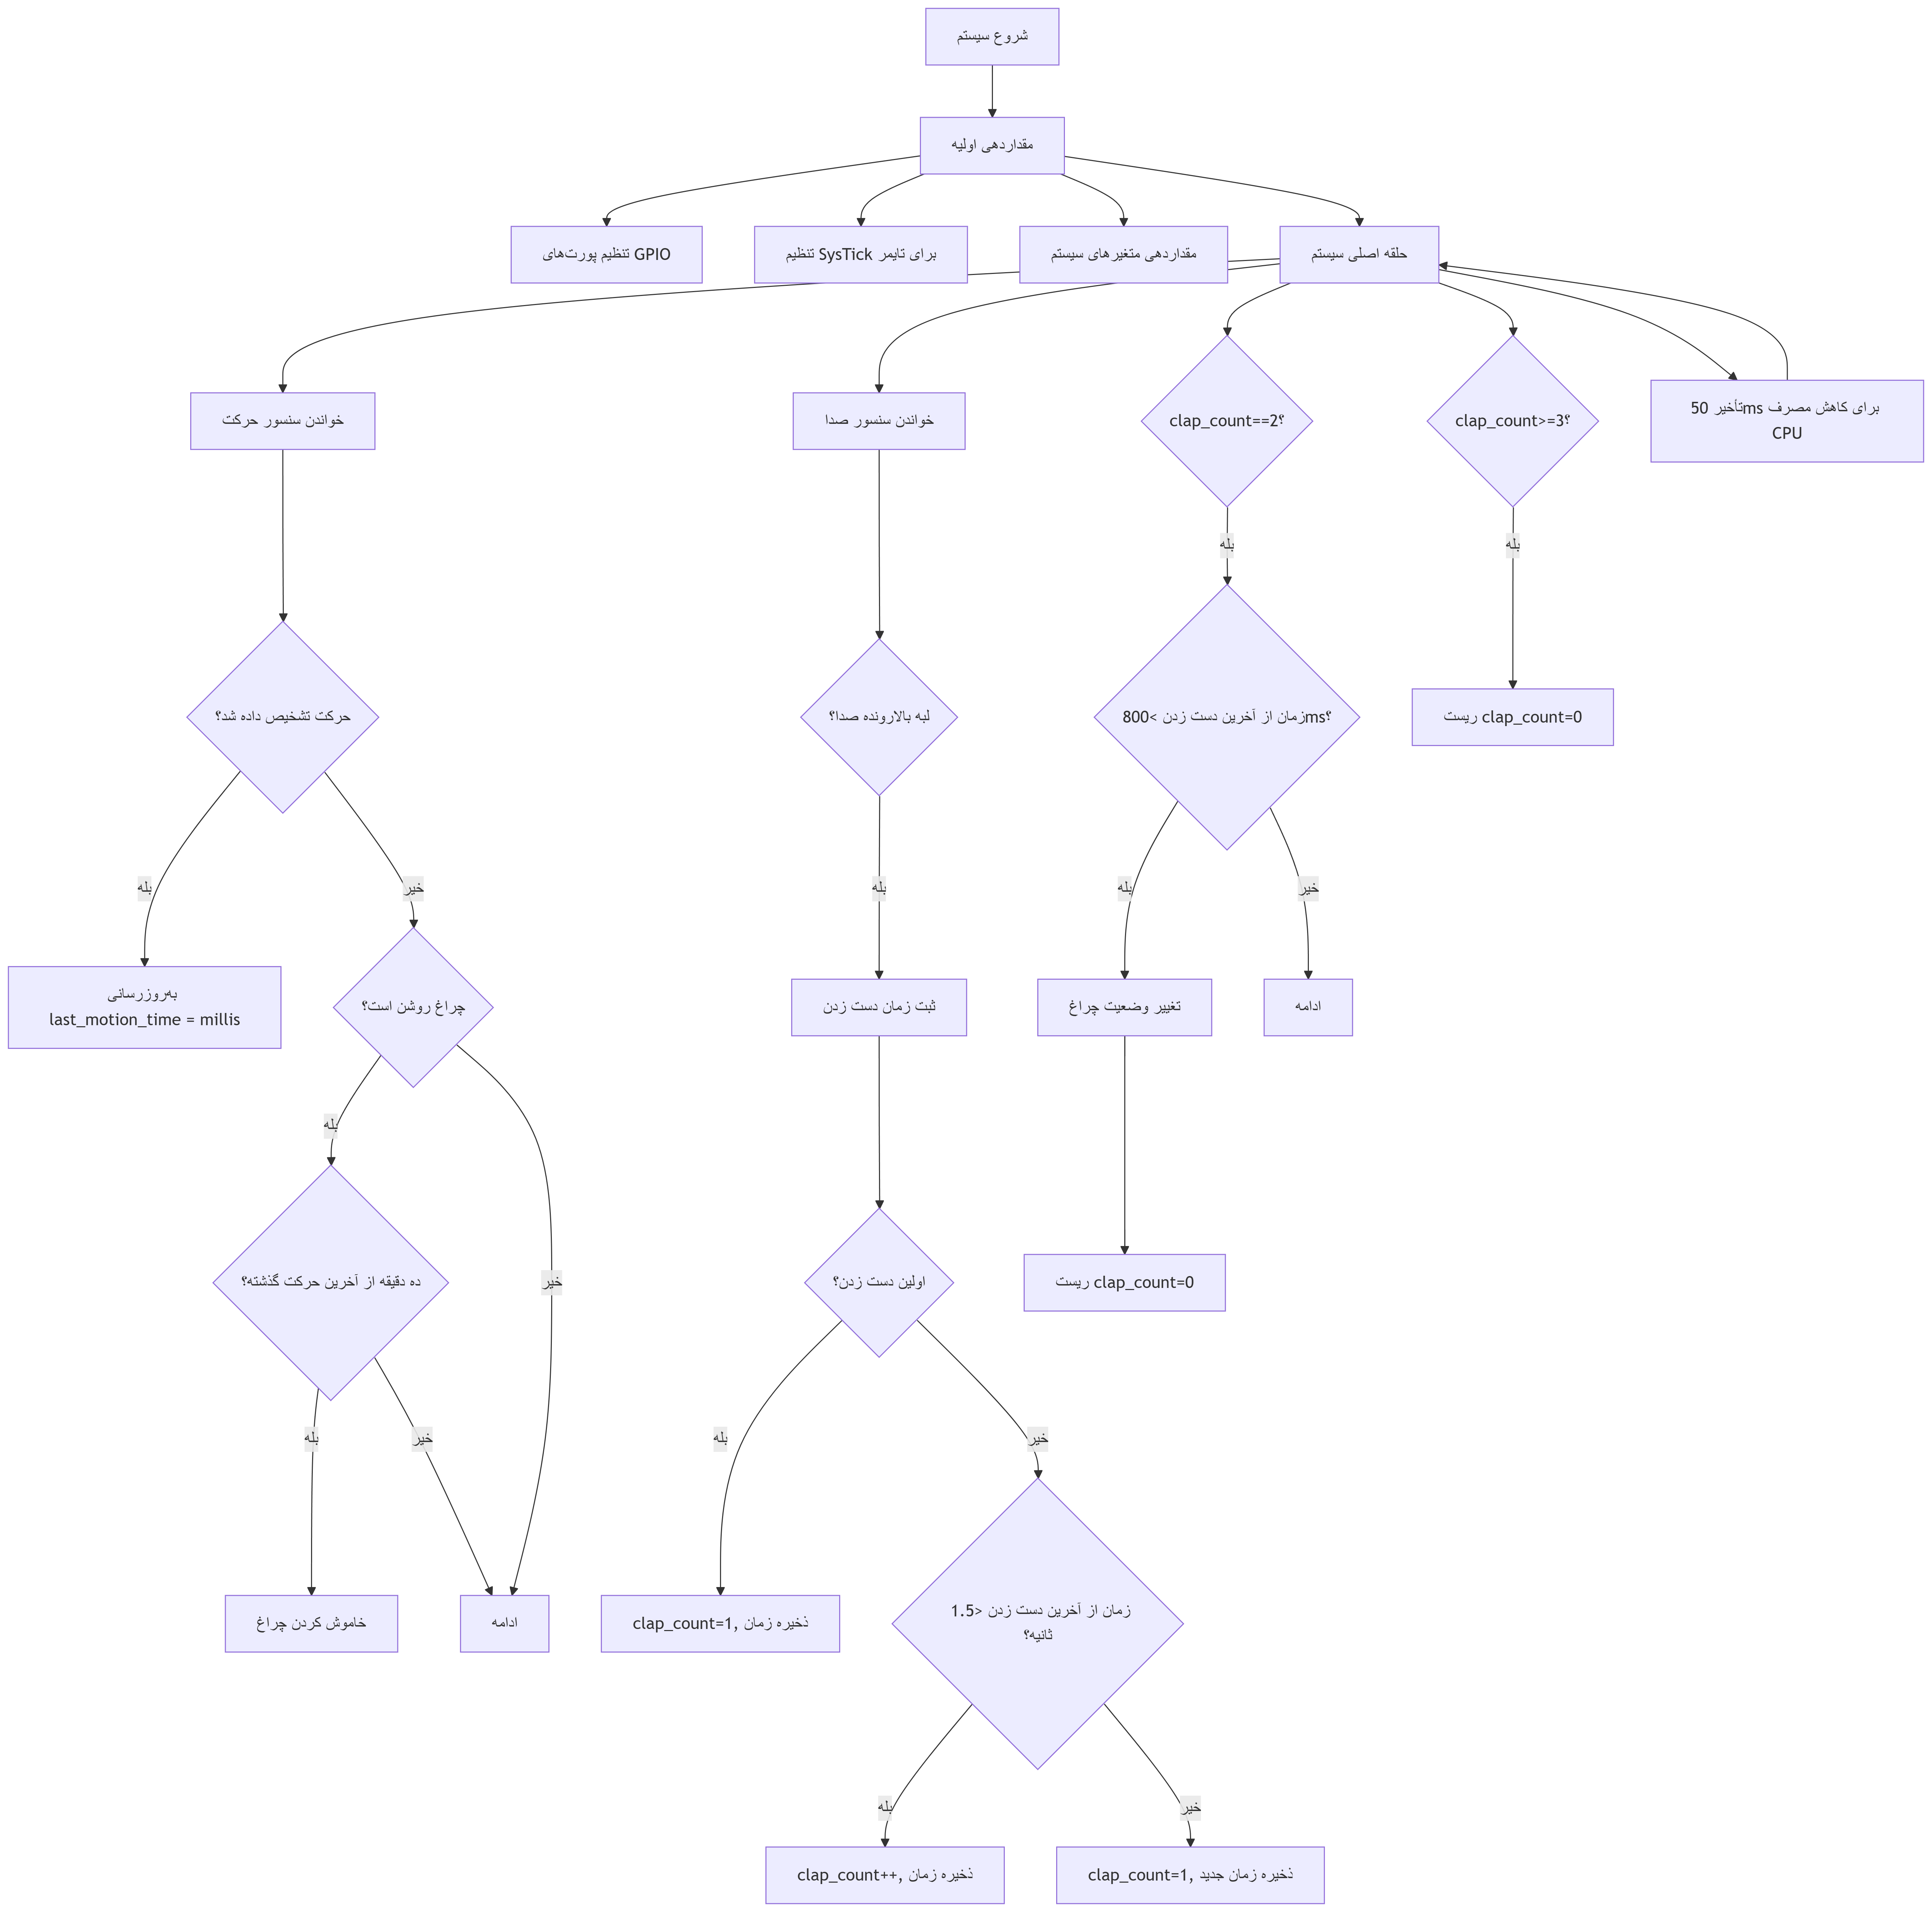 شروع سیستم
مقداردهی اولیه
تنظیم پورت‌های GPIO
تنظیم SysTick برای تایمر
مقداردهی متغیرهای سیستم
حلقه اصلی سیستم
خواندن سنسور حرکت
خواندن سنسور صدا
clap_count==2؟
clap_count>=3؟
تأخیر 50ms برای کاهش مصرف
CPU
بله
بله
حرکت تشخیص داده شد؟
لبه بالارونده صدا؟
زمان از آخرین دست زدن >800ms؟
ریست clap_count=0
بله
خیر
بله
بله
خیر
به‌روزرسانی
last_motion_time = millis
چراغ روشن است؟
ثبت زمان دست زدن
تغییر وضعیت چراغ
ادامه
بله
خیر
ده دقیقه از آخرین حرکت گذشته؟
اولین دست زدن؟
ریست clap_count=0
بله
خیر
بله
خیر
خاموش کردن چراغ
ادامه
clap_count=1, ذخیره زمان
زمان از آخرین دست زدن <1.5
ثانیه؟
بله
خیر
clap_count++, ذخیره زمان
clap_count=1, ذخیره زمان جدید